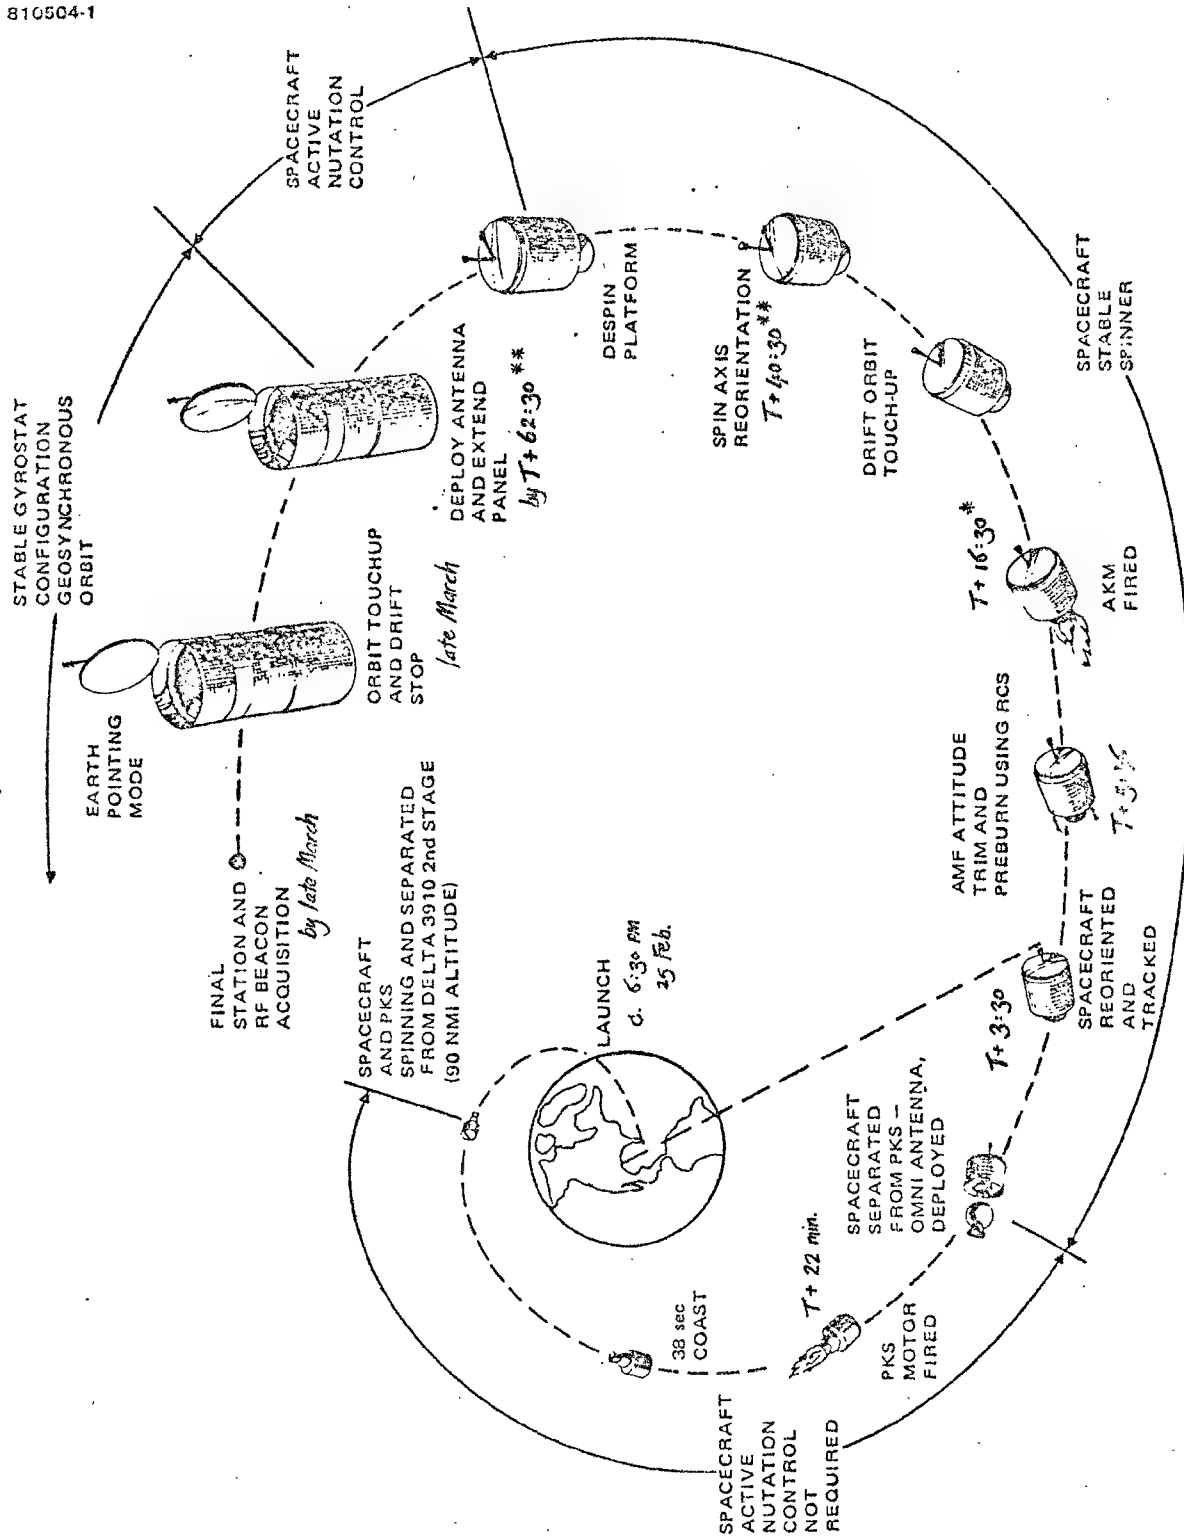 810504-1
STABLE GYROSTAT
CONFIGURATION
GEOSYNCHRONOUS
ORBIT
SPACECRAFT
ACTIVE
NUTATION
CONTROL
EARTH
POINTING
MODE
FINAL
STATION AND
RF BEACON
ACQUISITION
by late March
ORBIT TOUCHUP
AND DRIFT
STOP
late March
DEPLOY ANTENNA
AND EXTEND
PANEL
by T+62:30**
DESPIN
PLATFORM
SPIN AXIS
REORIENTATION
T+40:30**
DRIFT ORBIT
TOUCH-UP
SPACECRAFT
STABLE
SPINNER
T+16:30*
AKM
FIRED
AMF ATTITUDE
TRIM AND
PREBURN USING RCS
SPACECRAFT
REORIENTED
AND
TRACKED
T+3:30
SPACECRAFT
SEPARATED
FROM PKS –
OMNI ANTENNA,
DEPLOYED
T+22 min.
PKS
MOTOR
FIRED
38 sec
COAST
SPACECRAFT
ACTIVE
NUTATION
CONTROL
NOT
REQUIRED
SPACECRAFT
AND PKS
SPINNING AND SEPARATED
FROM DELTA 3910 2nd STAGE
(90 NMI ALTITUDE)
LAUNCH
c. 6:30 PM
25 Feb.